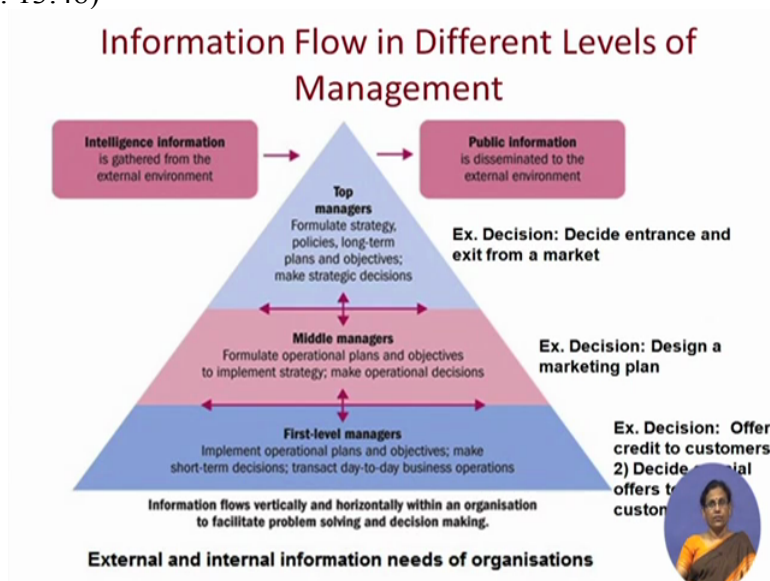 : 15:48)
Information Flow in Different Levels of
Management
Intelligence information
is gathered from the
external environment
Public information
is disseminated to the
external environment
Top
managers
Formulate strategy,
policies, long-term
plans and objectives;
make strategic decisions
Ex. Decision: Decide entrance and
exit from a market
Middle managers
Formulate operational plans and objectives
to implement strategy; make operational decisions
Ex. Decision: Design a
marketing plan
First-level managers
Implement operational plans and objectives; make
short-term decisions; transact day-to-day business operations
Ex. Decision: Offer
credit to customers
2) Decide
offers
Information flows vertically and horizontally within an organisation
to facilitate problem solving and decision making.
External and internal information needs of organisations